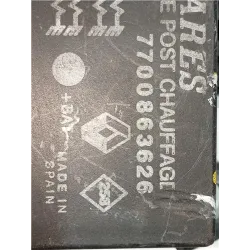 ARES
E POST CHAUFFAGE
7700863626
+BAT
MADE IN
SPAIN